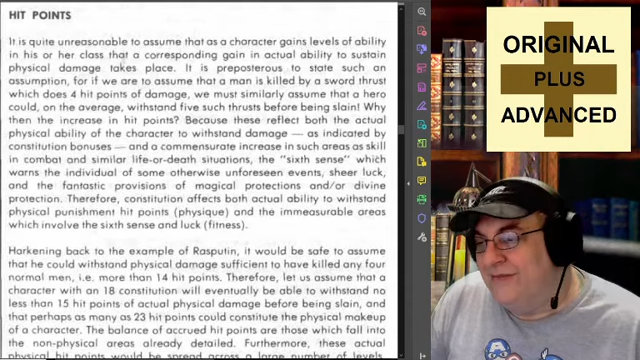 HIT POINTS
It is quite unreasonable to assume that as a character gains levels of ability
in his or her class that a corresponding gain in actual ability to sustain
physical damage takes place. It is preposterous to state such an
assumption, for if we are to assume that a man is killed by a sword thrust
which does 4 hit points of damage, we must similarly assume that a hero
could, on the average, withstand five such thrusts before being slain! Why
then the increase in hit points? Because these reflect both the actual
physical ability of the character to withstand damage — as indicated by
constitution bonuses — and a commensurate increase in such areas as skill
in combat and similar life-or-death situations, the "sixth sense" which
warns the individual of some otherwise unforeseen events, sheer luck,
and the fantastic provisions of magical protections and/or divine
protection. Therefore, constitution affects both actual ability to withstand
physical punishment hit points (physique) and the immeasurable areas
which involve the sixth sense and luck (fitness).
Harkening back to the example of Rasputin, it would be safe to assume
that he could withstand physical damage sufficient to have killed any four
normal men, i.e. more than 14 hit points. Therefore, let us assume that a
character with an 18 constitution will eventually be able to withstand no
less than 15 hit points of actual physical damage before being slain, and
that perhaps as many as 23 hit points could constitute the physical makeup
of a character. The balance of accrued hit points are those which fall into
the non-physical areas already detailed. Furthermore, these actual
physical hit points would be spread across a large number of levels,
ORIGINAL
PLUS
ADVANCED